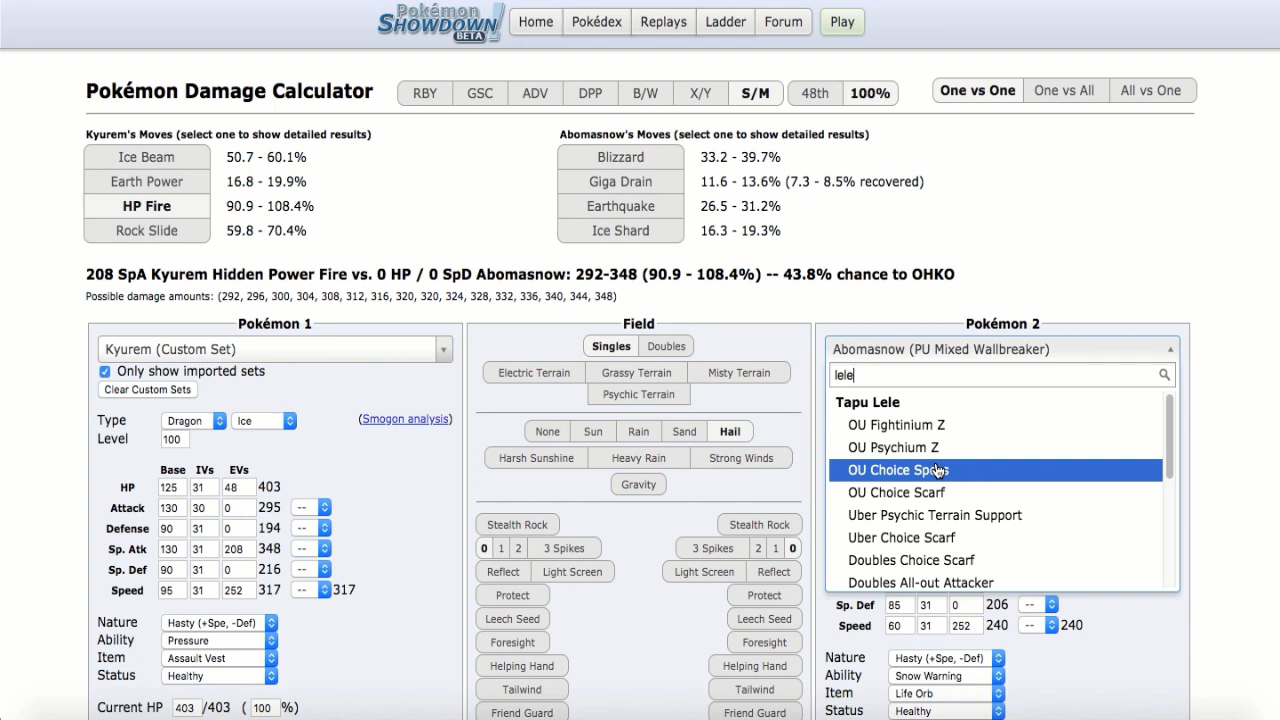 Pokémon
SHOWDOWN!
BETA
Home Pokédex Replays Ladder Forum Play
Pokémon Damage Calculator RBY GSC ADV DPP B/W X/Y S/M 48th 100% One vs One One vs All All vs One
Kyurem's Moves (select one to show detailed results) Abomasnow's Moves (select one to show detailed results)
Ice Beam 50.7 - 60.1% Blizzard 33.2 - 39.7%
Earth Power 16.8 - 19.9% Giga Drain 11.6 - 13.6% (7.3 - 8.5% recovered)
HP Fire 90.9 - 108.4% Earthquake 26.5 - 31.2%
Rock Slide 59.8 - 70.4% Ice Shard 16.3 - 19.3%
208 SpA Kyurem Hidden Power Fire vs. 0 HP / 0 SpD Abomasnow: 292-348 (90.9 - 108.4%) -- 43.8% chance to OHKO
Possible damage amounts: (292, 296, 300, 304, 308, 312, 316, 320, 320, 324, 328, 332, 336, 340, 344, 348)
Pokémon 1
Kyurem (Custom Set)
Only show imported sets
Clear Custom Sets
Type Dragon Ice (Smogon analysis)
Level 100
Base IVs EVs
HP 125 31 48 403
Attack 130 30 0 295 --
Defense 90 31 0 194 --
Sp. Atk 130 31 208 348 --
Sp. Def 90 31 0 216 --
Speed 95 31 252 317 -- 317
Nature Hasty (+Spe, -Def)
Ability Pressure
Item Assault Vest
Status Healthy
Current HP 403 /403 ( 100 %)
Field
Singles Doubles
Electric Terrain Grassy Terrain Misty Terrain
Psychic Terrain
None Sun Rain Sand Hail
Harsh Sunshine Heavy Rain Strong Winds
Gravity
Stealth Rock Stealth Rock
0 1 2 3 Spikes 3 Spikes 2 1 0
Reflect Light Screen Light Screen Reflect
Protect Protect
Leech Seed Leech Seed
Foresight Foresight
Helping Hand Helping Hand
Tailwind Tailwind
Friend Guard Friend Guard
Pokémon 2
Abomasnow (PU Mixed Wallbreaker)
lele
Tapu Lele
OU Fightinium Z
OU Psychium Z
OU Choice Specs
OU Choice Scarf
Uber Psychic Terrain Support
Uber Choice Scarf
Doubles Choice Scarf
Doubles All-out Attacker
Sp. Def 85 31 0 206 --
Speed 60 31 252 240 -- 240
Nature Hasty (+Spe, -Def)
Ability Snow Warning
Item Life Orb
Status Healthy